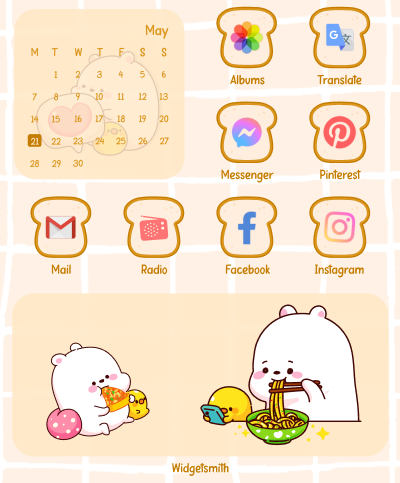 May
M T W T F S S
1 2 3 4 5 6
7 8 9 10 11 12 13
14 15 16 17 18 19 20
21 22 23 24 25 26 27
28 29 30
Albums
G 文
Translate
Messenger
Pinterest
Mail
Radio
Facebook
Instagram
Widgetsmith